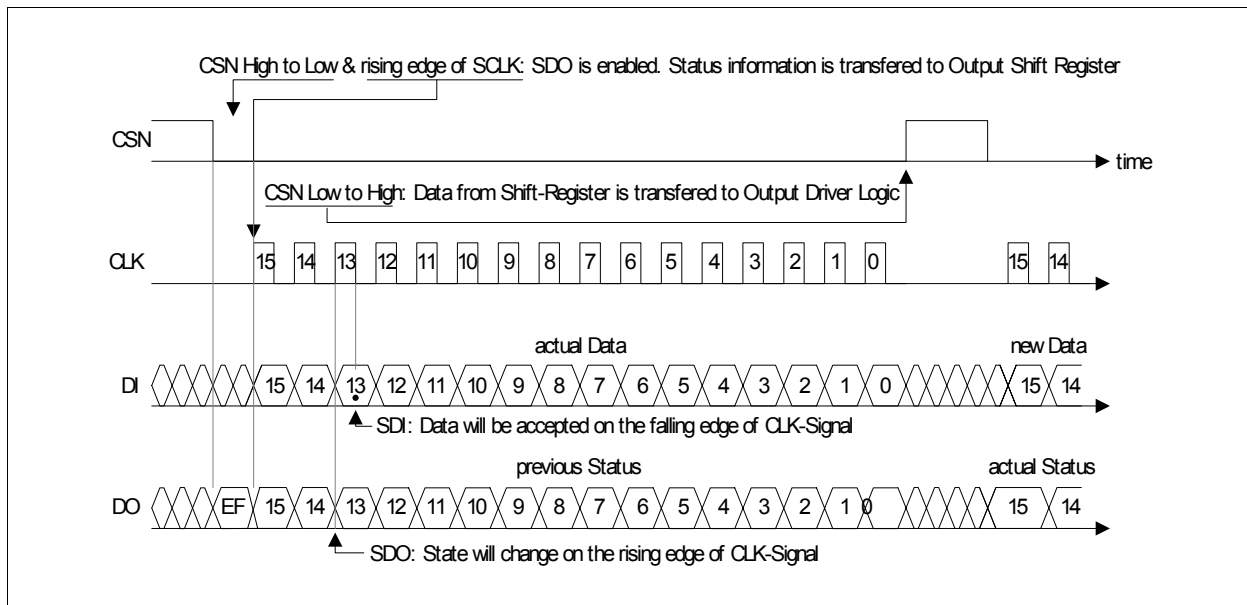 CSN High to Low & rising edge of SCLK: SDO is enabled. Status information is transfered to Output Shift Register
CSN
time
CSN Low to High: Data from Shift-Register is transfered to Output Driver Logic
CLK 15 14 13 12 11 10 9 8 7 6 5 4 3 2 1 0 15 14
actual Data new Data
DI 15 14 13 12 11 10 9 8 7 6 5 4 3 2 1 0 15 14
SDI: Data will be accepted on the falling edge of CLK-Signal
previous Status actual Status
DO EF 15 14 13 12 11 10 9 8 7 6 5 4 3 2 1 0 15 14
SDO: State will change on the rising edge of CLK-Signal